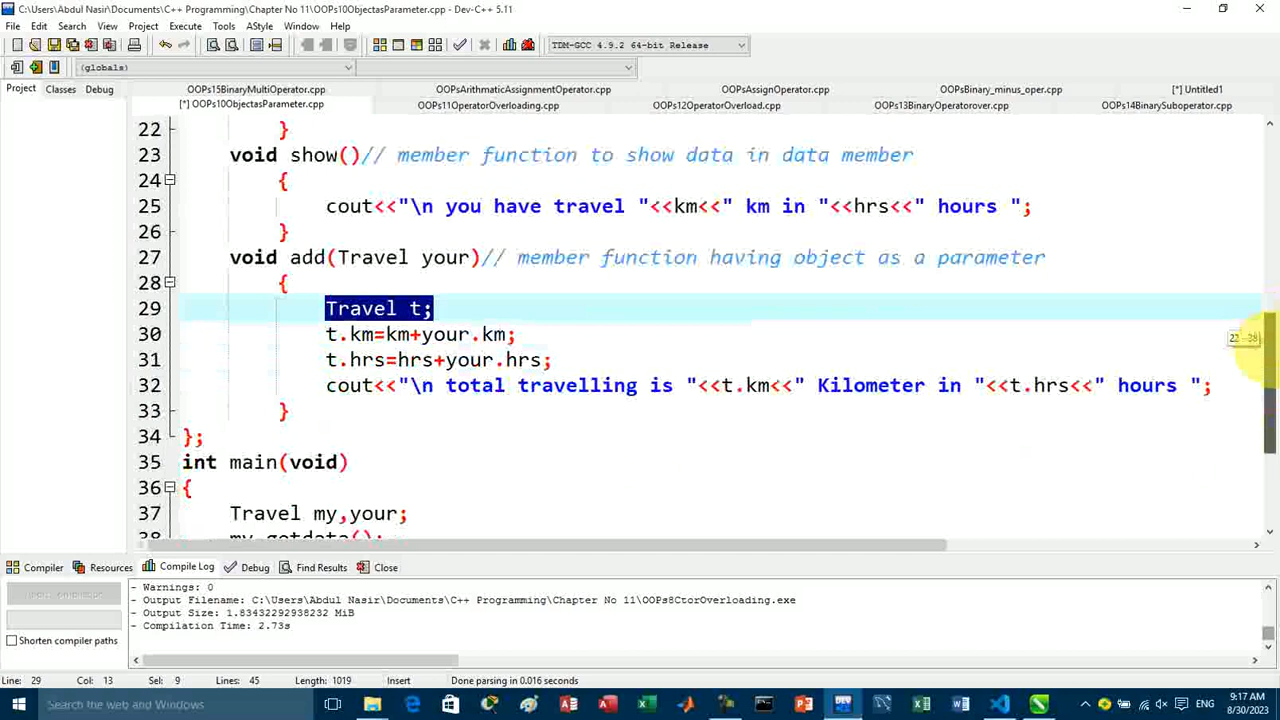 C:\Users\Abdul Nasir\Documents\C++ Programming\Chapter No 11\OOPs10ObjectasParameter.cpp - Dev-C++ 5.11
File Edit Search View Project Execute Tools AStyle Window Help
TDM-GCC 4.9.2 64-bit Release
(globals)
Project Classes Debug
OOPs15BinaryMultiOperator.cpp OOPsArithmaticAssignmentOperator.cpp OOPsAssignOperator.cpp OOPsBinary_minus_oper.cpp [*] Untitled1
[*] OOPs10ObjectasParameter.cpp OOPs11OperatorOverloading.cpp OOPs12OperatorOverload.cpp OOPs13BinaryOperatorover.cpp OOPs14BinarySuboperator.cpp
22 }
23 void show()// member function to show data in data member
24 {
25 cout<<"\n you have travel "<<km<<" km in "<<hrs<<" hours ";
26 }
27 void add(Travel your)// member function having object as a parameter
28 {
29 Travel t;
30 t.km=km+your.km;
31 t.hrs=hrs+your.hrs;
32 cout<<"\n total travelling is "<<t.km<<" Kilometer in "<<t.hrs<<" hours ";
33 }
34 };
35 int main(void)
36 {
37 Travel my,your;
38 my.getdata();
22 - 38
Compiler Resources Compile Log Debug Find Results Close
- Warnings: 0
- Output Filename: C:\Users\Abdul Nasir\Documents\C++ Programming\Chapter No 11\OOPs8CtorOverloading.exe
- Output Size: 1.83432292938232 MiB
- Compilation Time: 2.73s
Shorten compiler paths
Line: 29 Col: 13 Sel: 9 Lines: 45 Length: 1019 Insert Done parsing in 0.016 seconds
Search the web and Windows
ENG
9:17 AM
8/30/2023